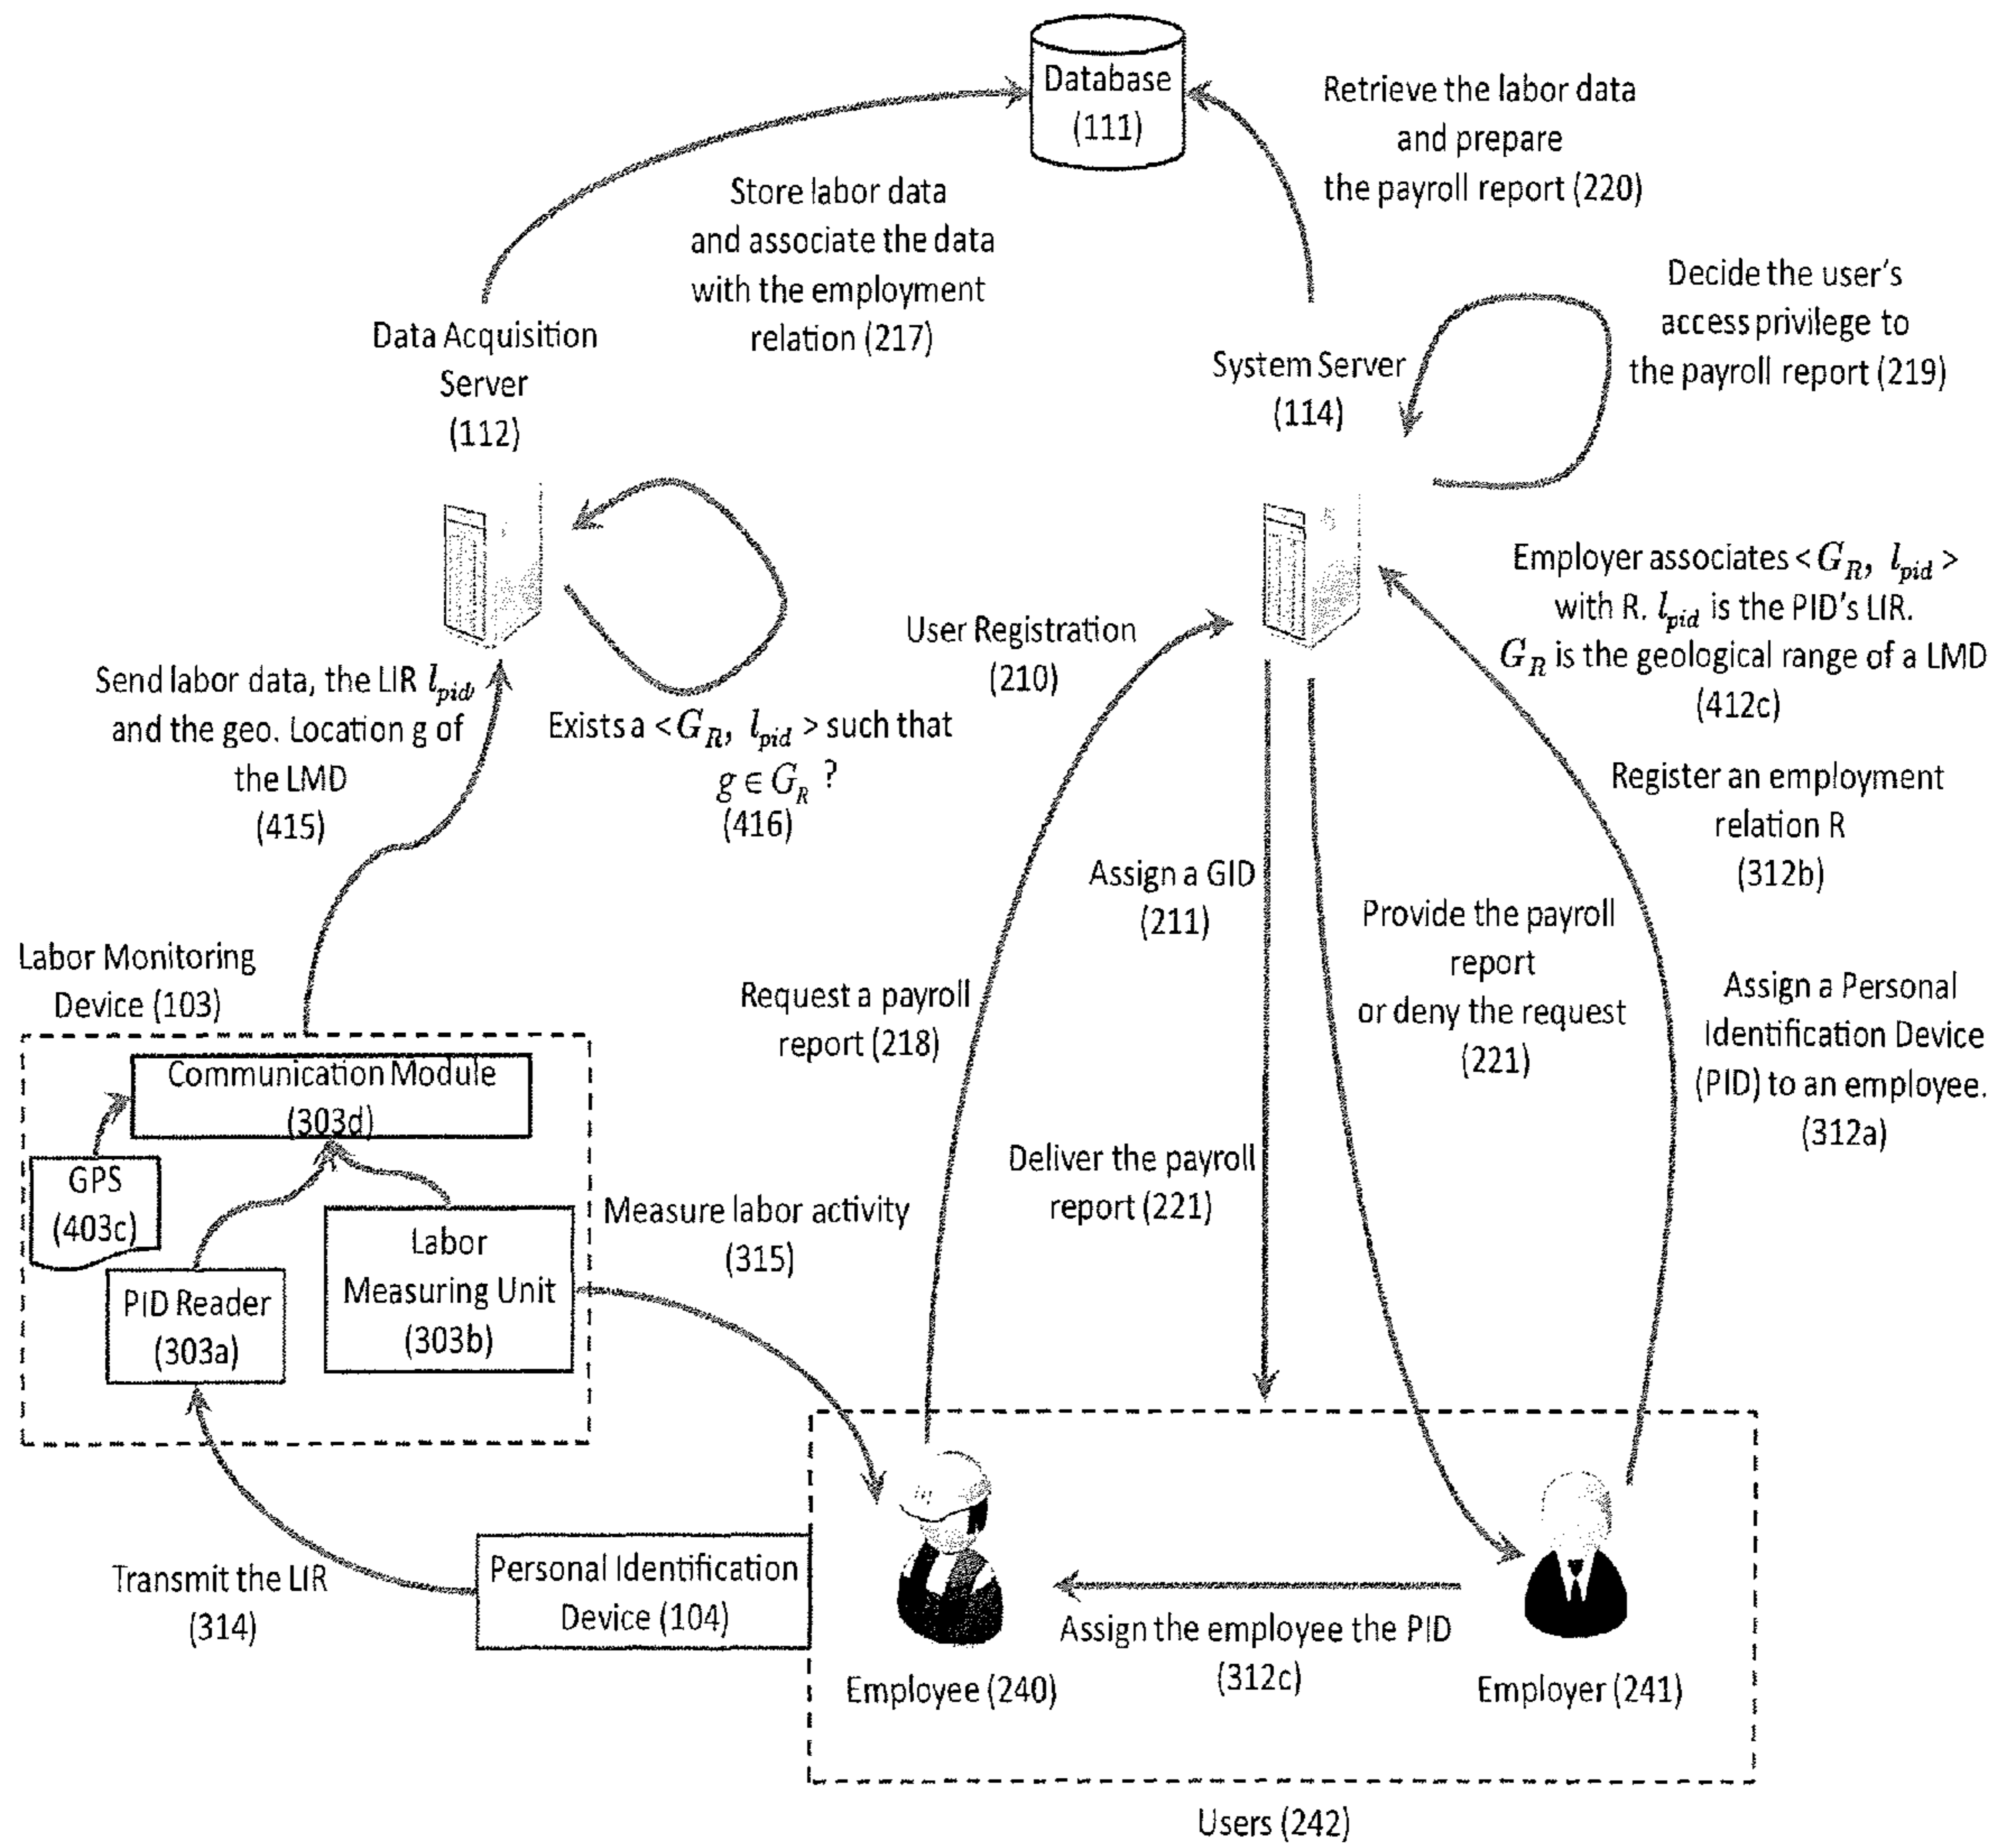 Database
(111)
Retrieve the labor data
and prepare
the payroll report (220)
Store labor data
and associate the data
with the employment
relation (217)
Decide the user's
access privilege to
the payroll report (219)
Data Acquisition
Server
(112)
System Server
(114)
Employer associates < G_R, l_pid >
with R. l_pid is the PID's LIR.
G_R is the geological range of a LMD
(412c)
User Registration
(210)
Send labor data, the LIR l_pid,
and the geo. Location g of
the LMD
(415)
Exists a < G_R, l_pid > such that
g ∈ G_R ?
(416)
Register an employment
relation R
(312b)
Assign a GID
(211)
Provide the payroll
report
or deny the request
(221)
Labor Monitoring
Device (103)
Request a payroll
report (218)
Assign a Personal
Identification Device
(PID) to an employee.
(312a)
Communication Module
(303d)
GPS
(403c)
Deliver the payroll
report (221)
Measure labor activity
(315)
Labor
Measuring Unit
(303b)
PID Reader
(303a)
Transmit the LIR
(314)
Personal Identification
Device (104)
Assign the employee the PID
(312c)
Employee (240)
Employer (241)
Users (242)